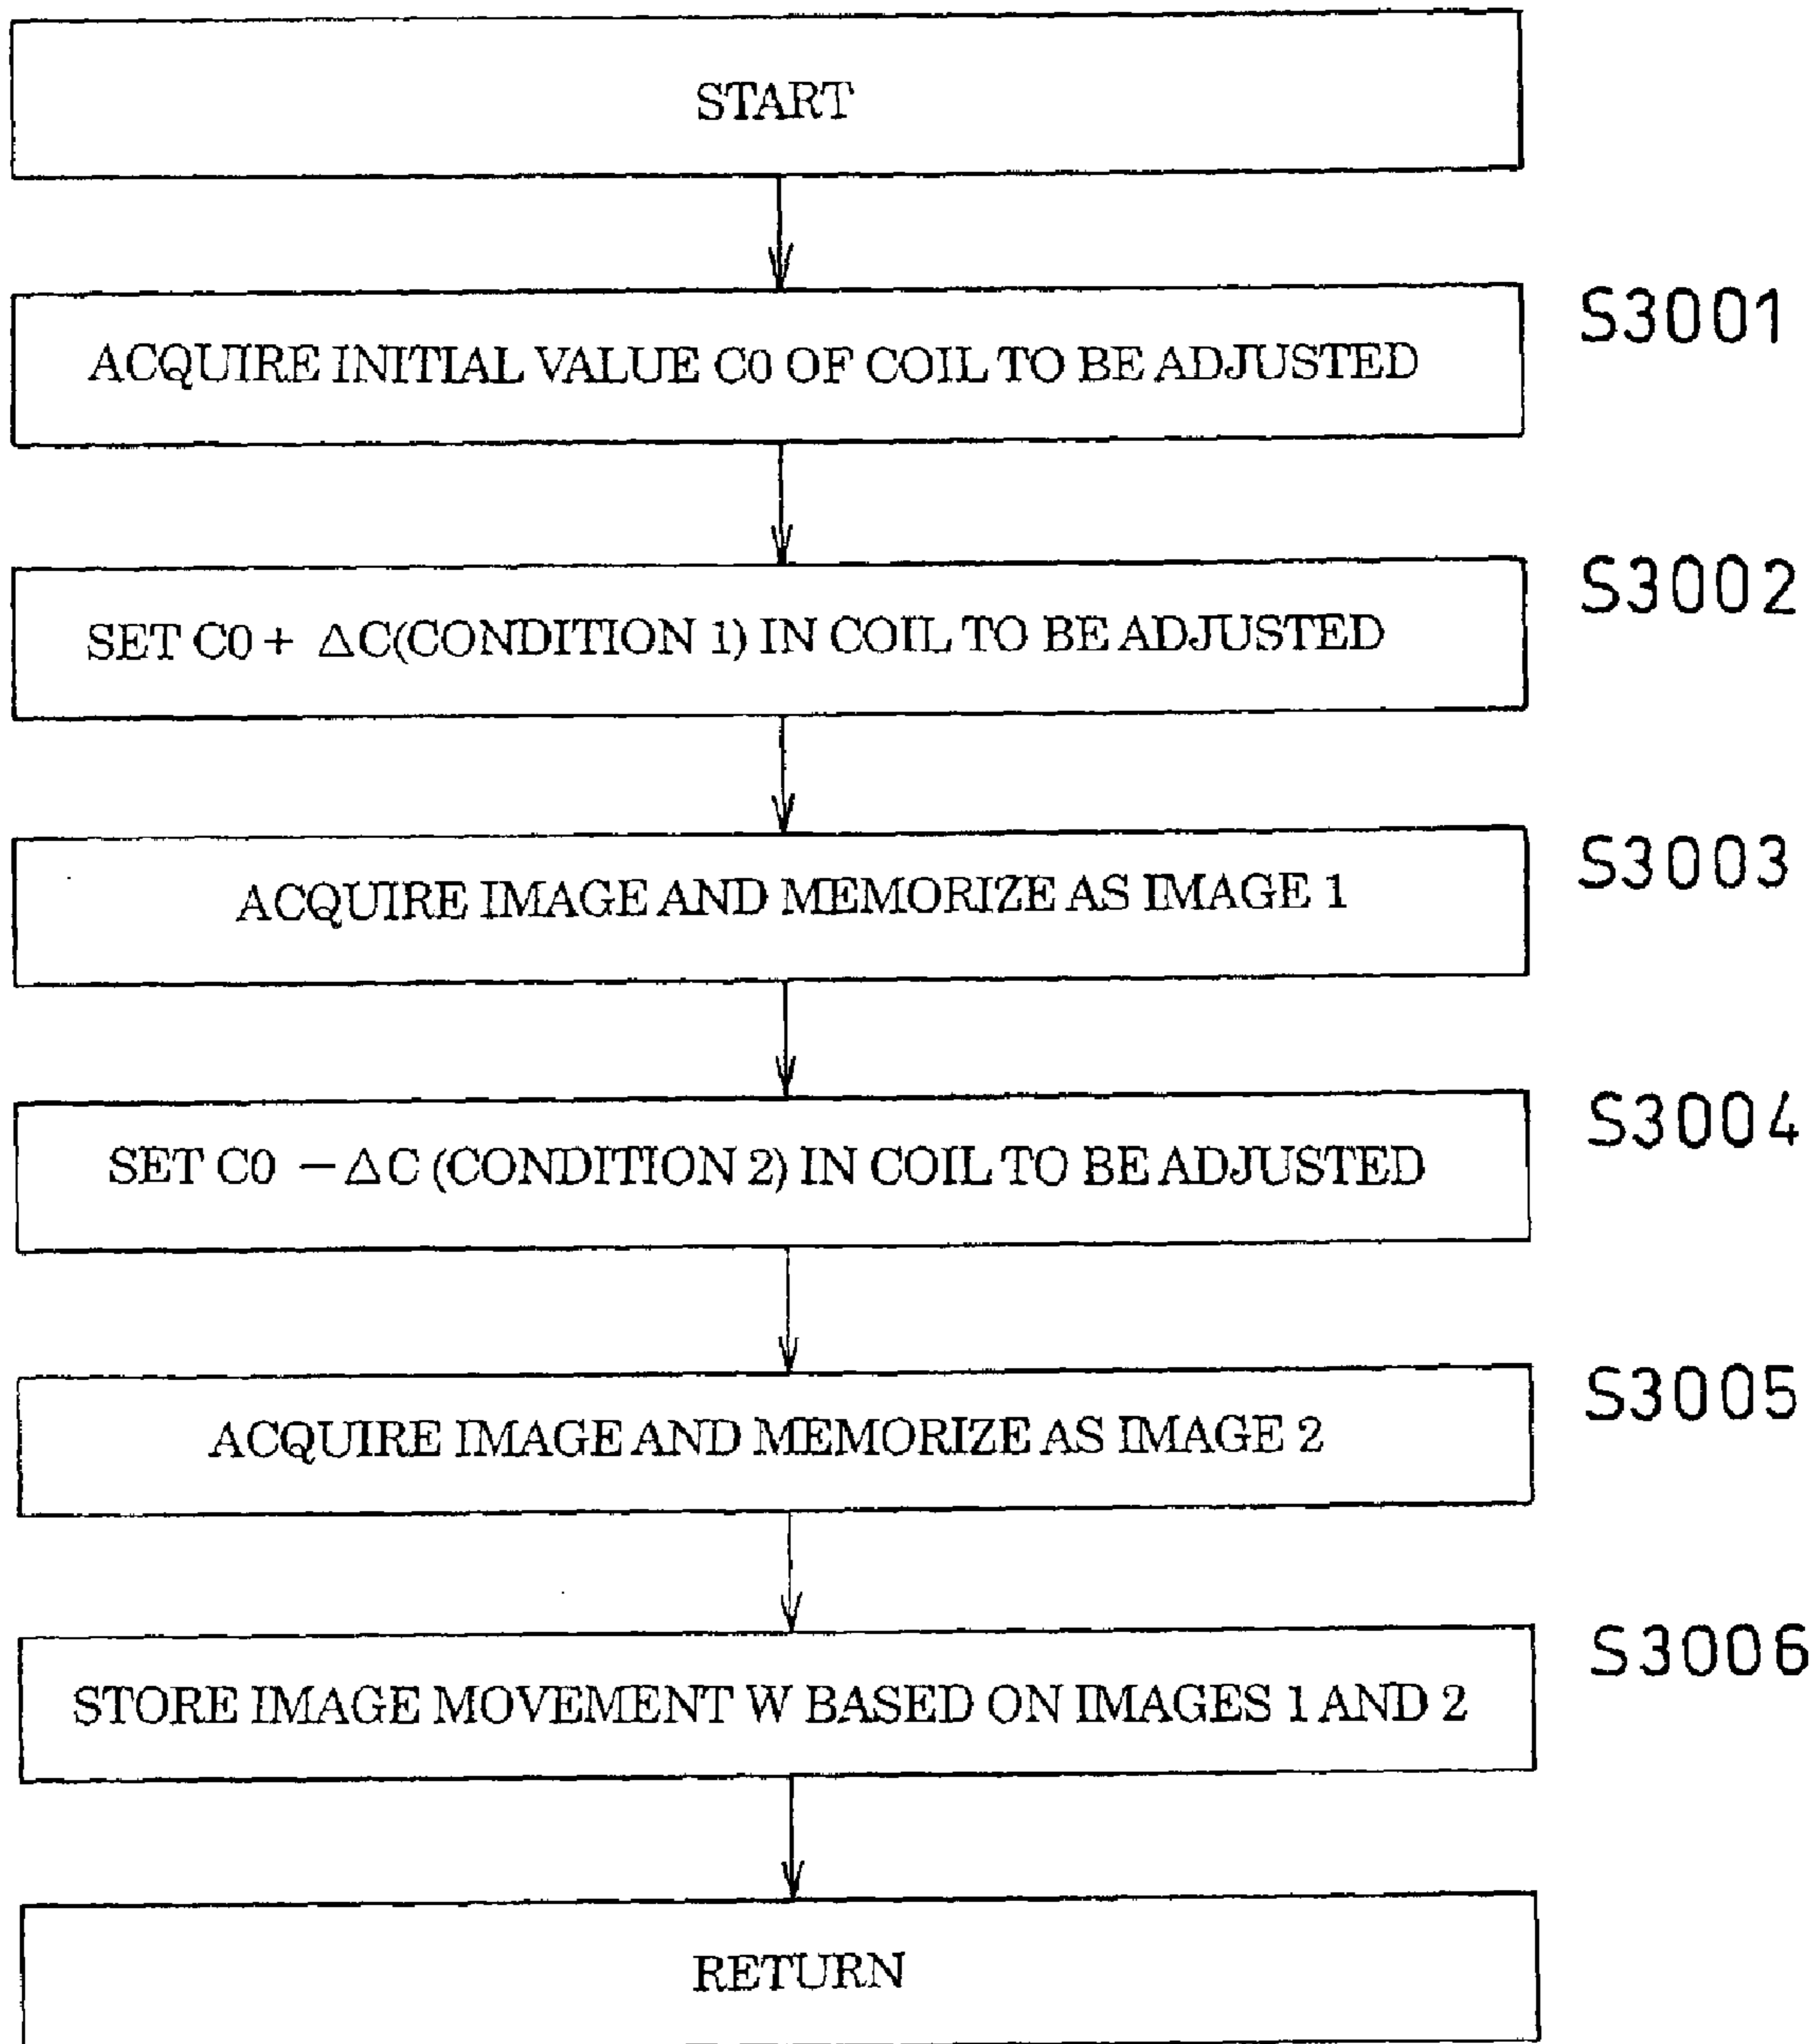 START
S3001
ACQUIRE INITIAL VALUE C0 OF COIL TO BE ADJUSTED
S3002
SET C0 + ΔC(CONDITION 1) IN COIL TO BE ADJUSTED
S3003
ACQUIRE IMAGE AND MEMORIZE AS IMAGE 1
S3004
SET C0 −ΔC (CONDITION 2) IN COIL TO BE ADJUSTED
S3005
ACQUIRE IMAGE AND MEMORIZE AS IMAGE 2
S3006
STORE IMAGE MOVEMENT W BASED ON IMAGES 1 AND 2
RETURN